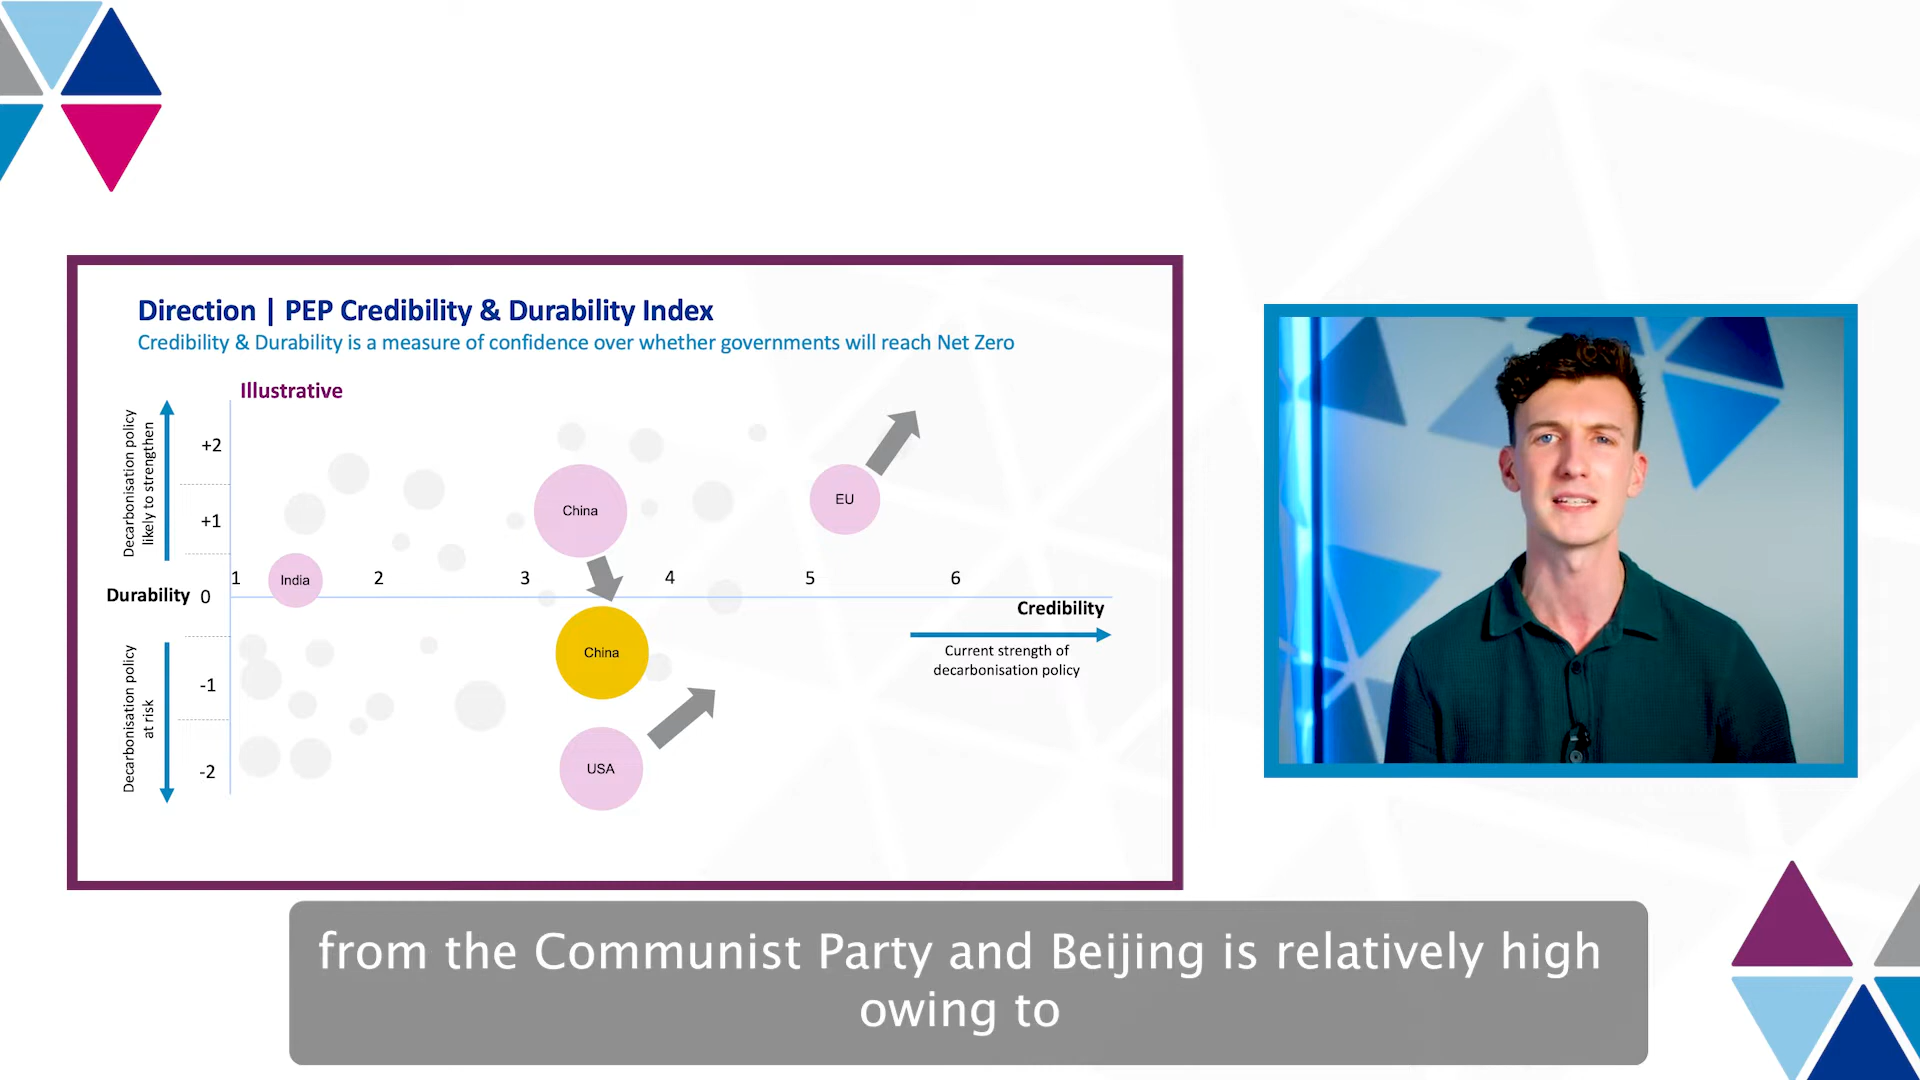 Direction | PEP Credibility & Durability Index
Credibility & Durability is a measure of confidence over whether governments will reach Net Zero
Illustrative
Decarbonisation policy
likely to strengthen
+2
+1
China
EU
India
1
2
3
4
5
6
Durability
0
Credibility
Current strength of
decarbonisation policy
China
Decarbonisation policy
at risk
-1
-2
USA
from the Communist Party and Beijing is relatively high
owing to